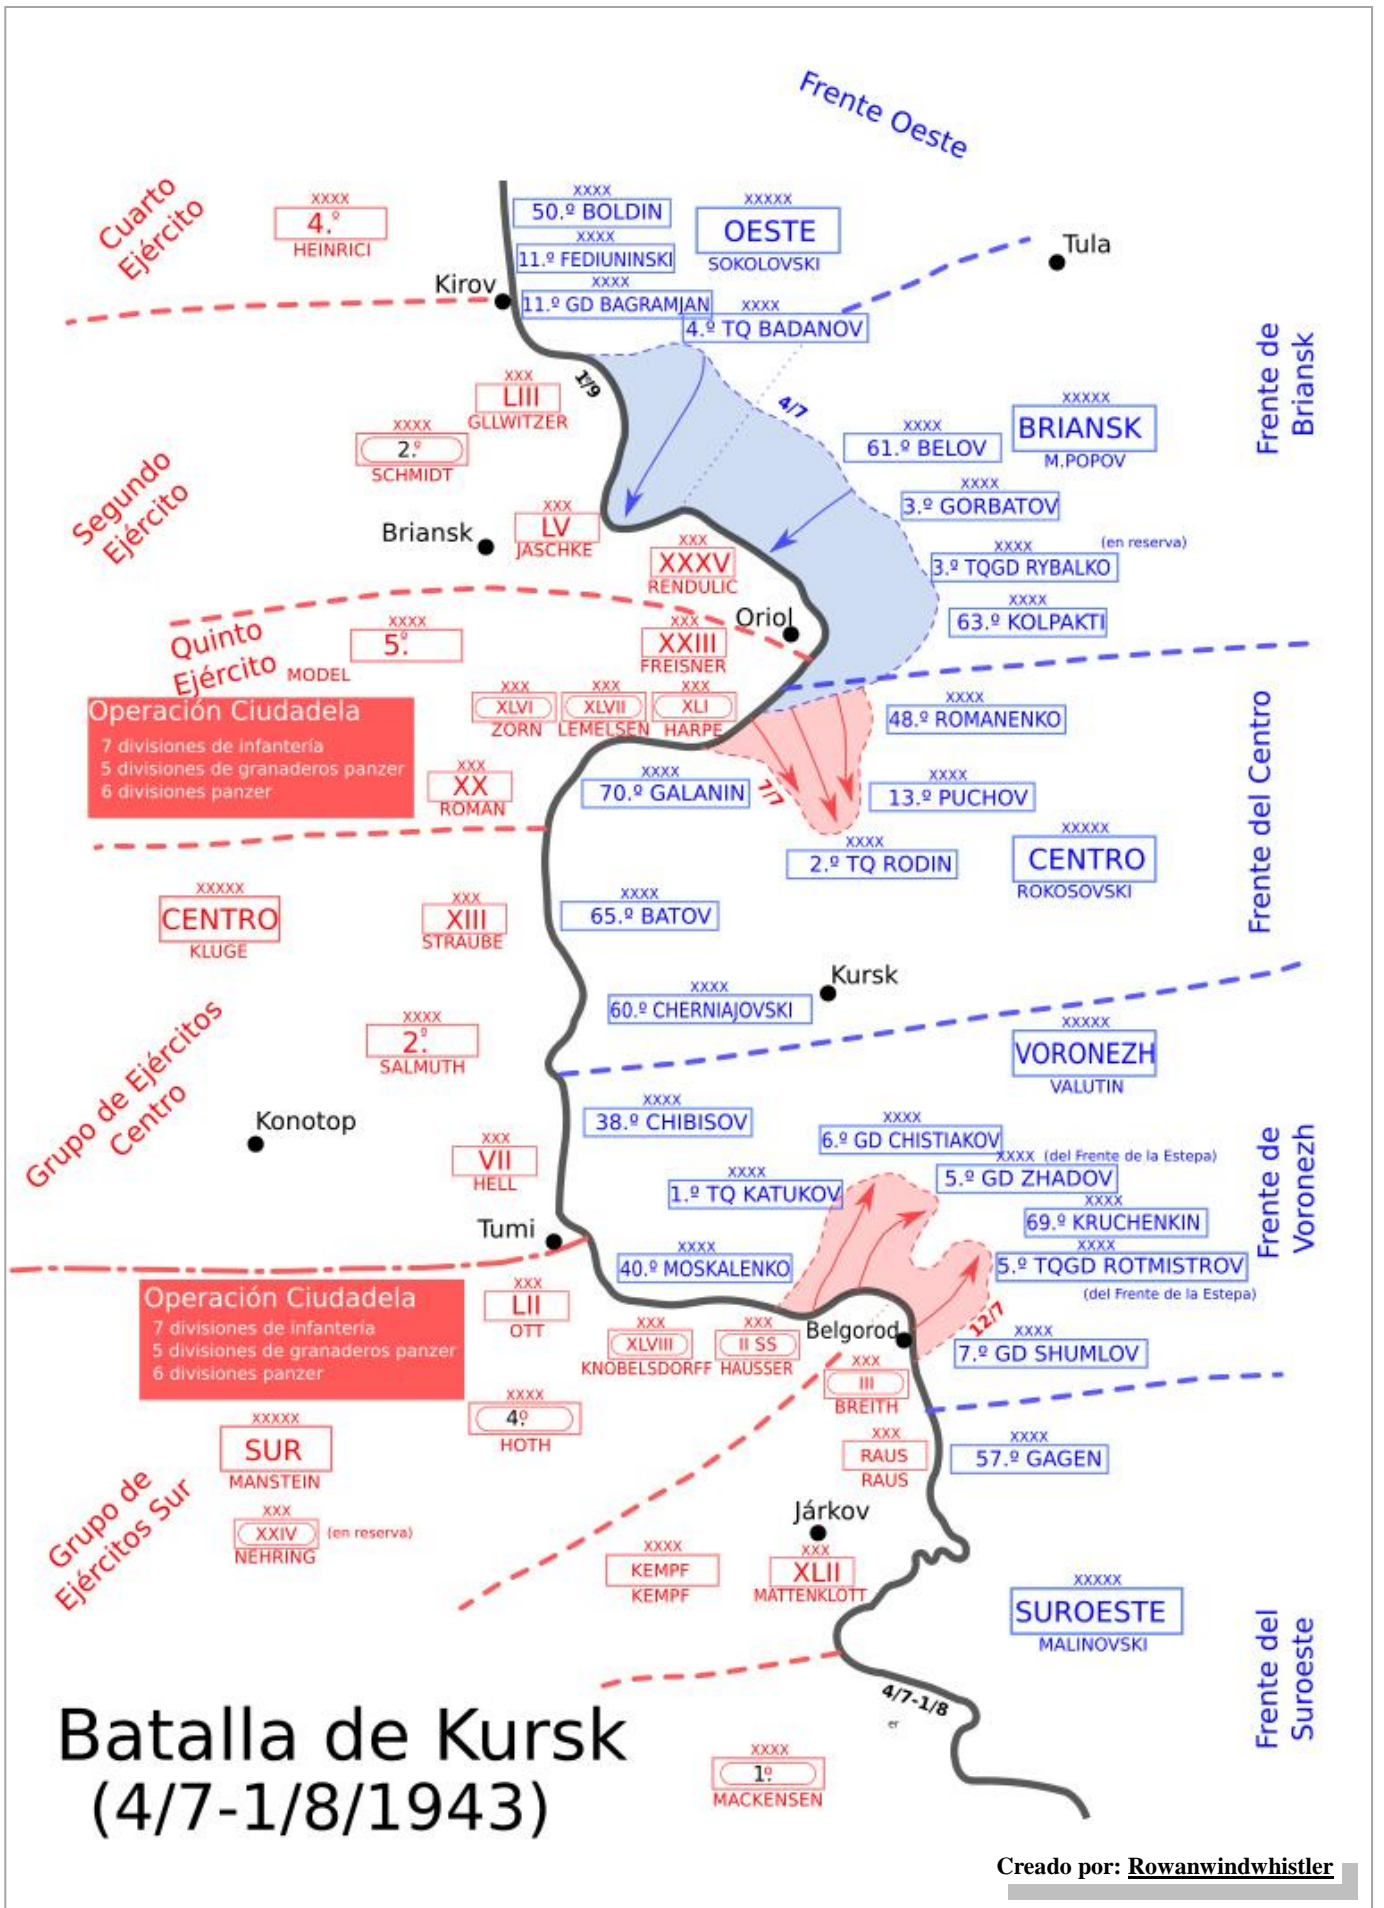 Frente Oeste
Cuarto
Ejército
XXXX
4.º
HEINRICI
XXXX
50.º BOLDIN
XXXX
11.º FEDIUNINSKI
XXXX
11.º GD BAGRAMJAN
XXXXX
OESTE
SOKOLOVSKI
XXXX
4.º TQ BADANOV
Tula
Kirov
1º/9
4/7
Frente de
Briansk
XXX
LIII
GLLWITZER
XXXX
2.º
SCHMIDT
XXXX
61.º BELOV
XXXXX
BRIANSK
M.POPOV
Segundo
Ejército
XXXX
3.º GORBATOV
Briansk
XXX
LV
JASCHKE
XXX
XXXV
RENDULIC
XXXX
(en reserva)
3.º TQGD RYBALKO
XXXX
63.º KOLPAKTI
Oriol
Quinto
Ejército
XXXX
5.º
MODEL
XXX
XXIII
FREISNER
XXX
XLVI
ZORN
XXX
XLVII
LEMELSEN
XXX
XLI
HARPE
XXXX
48.º ROMANENKO
Operación Ciudadela
7 divisiones de infantería
5 divisiones de granaderos panzer
6 divisiones panzer
XXX
XX
ROMAN
XXXX
70.º GALANIN
7/7
XXXX
13.º PUCHOV
XXXX
2.º TQ RODIN
XXXXX
CENTRO
ROKOSOVSKI
Frente del Centro
XXXXX
CENTRO
KLUGE
XXX
XIII
STRAUBE
XXXX
65.º BATOV
Kursk
XXXX
60.º CHERNIAJOVSKI
Grupo de Ejércitos
Centro
XXXX
2.º
SALMUTH
XXXXX
VORONEZH
VALUTIN
Konotop
XXXX
38.º CHIBISOV
XXXX
6.º GD CHISTIAKOV
XXX
VII
HELL
XXXX
1.º TQ KATUKOV
XXXX (del Frente de la Estepa)
5.º GD ZHADOV
XXXX
69.º KRUCHENKIN
Frente de
Voronezh
Tumi
XXXX
40.º MOSKALENKO
XXXX
5.º TQGD ROTMISTROV
(del Frente de la Estepa)
Operación Ciudadela
7 divisiones de infantería
5 divisiones de granaderos panzer
6 divisiones panzer
XXX
LII
OTT
XXX
XLVIII
KNOBELSDORFF
XXX
II SS
HAUSSER
Belgorod
12/7
XXXX
7.º GD SHUMLOV
XXX
III
BREITH
XXXX
4.º
HOTH
XXXXX
SUR
MANSTEIN
XXX
RAUS
RAUS
XXXX
57.º GAGEN
Grupo de
Ejércitos Sur
XXX
XXIV
(en reserva)
NEHRING
Járkov
XXXX
KEMPF
KEMPF
XXX
XLII
MATTENKLOTT
XXXXX
SUROESTE
MALINOVSKI
Frente del
Suroeste
4/7-1/8
er
Batalla de Kursk
(4/7-1/8/1943)
XXXX
1.º
MACKENSEN
Creado por: Rowanwindwhistler